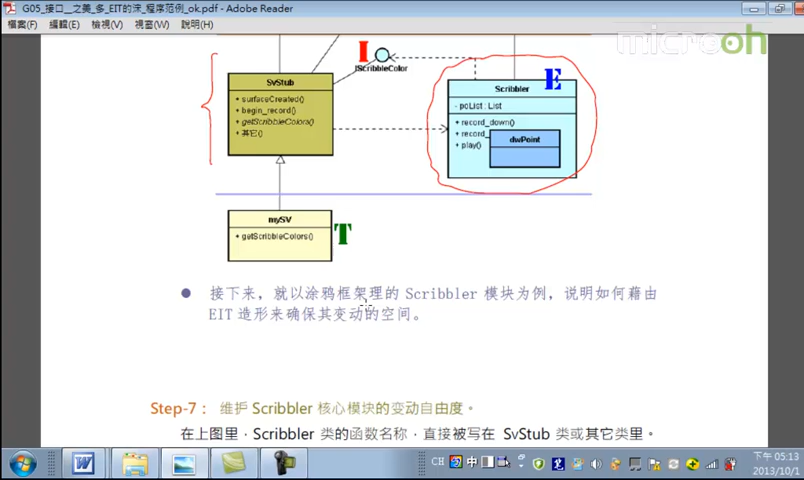 G05_接口__之美_多_EIT的沫_程序范例_ok.pdf - Adobe Reader
檔案(F) 編輯(E) 檢視(V) 視窗(W) 說明(H)
microoh
I
IScribbleColor
E
SvStub
+ surfaceCreated()
+ begin_record()
+ getScribbleColors()
+ 其它()
Scribbler
- pcList : List
+ record_down()
+ record_
+ play()
dwPoint
mySV
+ getScribbleColors()
T
● 接下来，就以涂鸦框架理的 Scribbler 模块为例，说明如何藉由
EIT 造形来确保其变动的空间。
Step-7： 维护 Scribbler 核心模块的变动自由度。
在上图里，Scribbler 类的函数名称，直接被写在 SvStub 类或其它类里。
CH
下午 05:13
2013/10/1